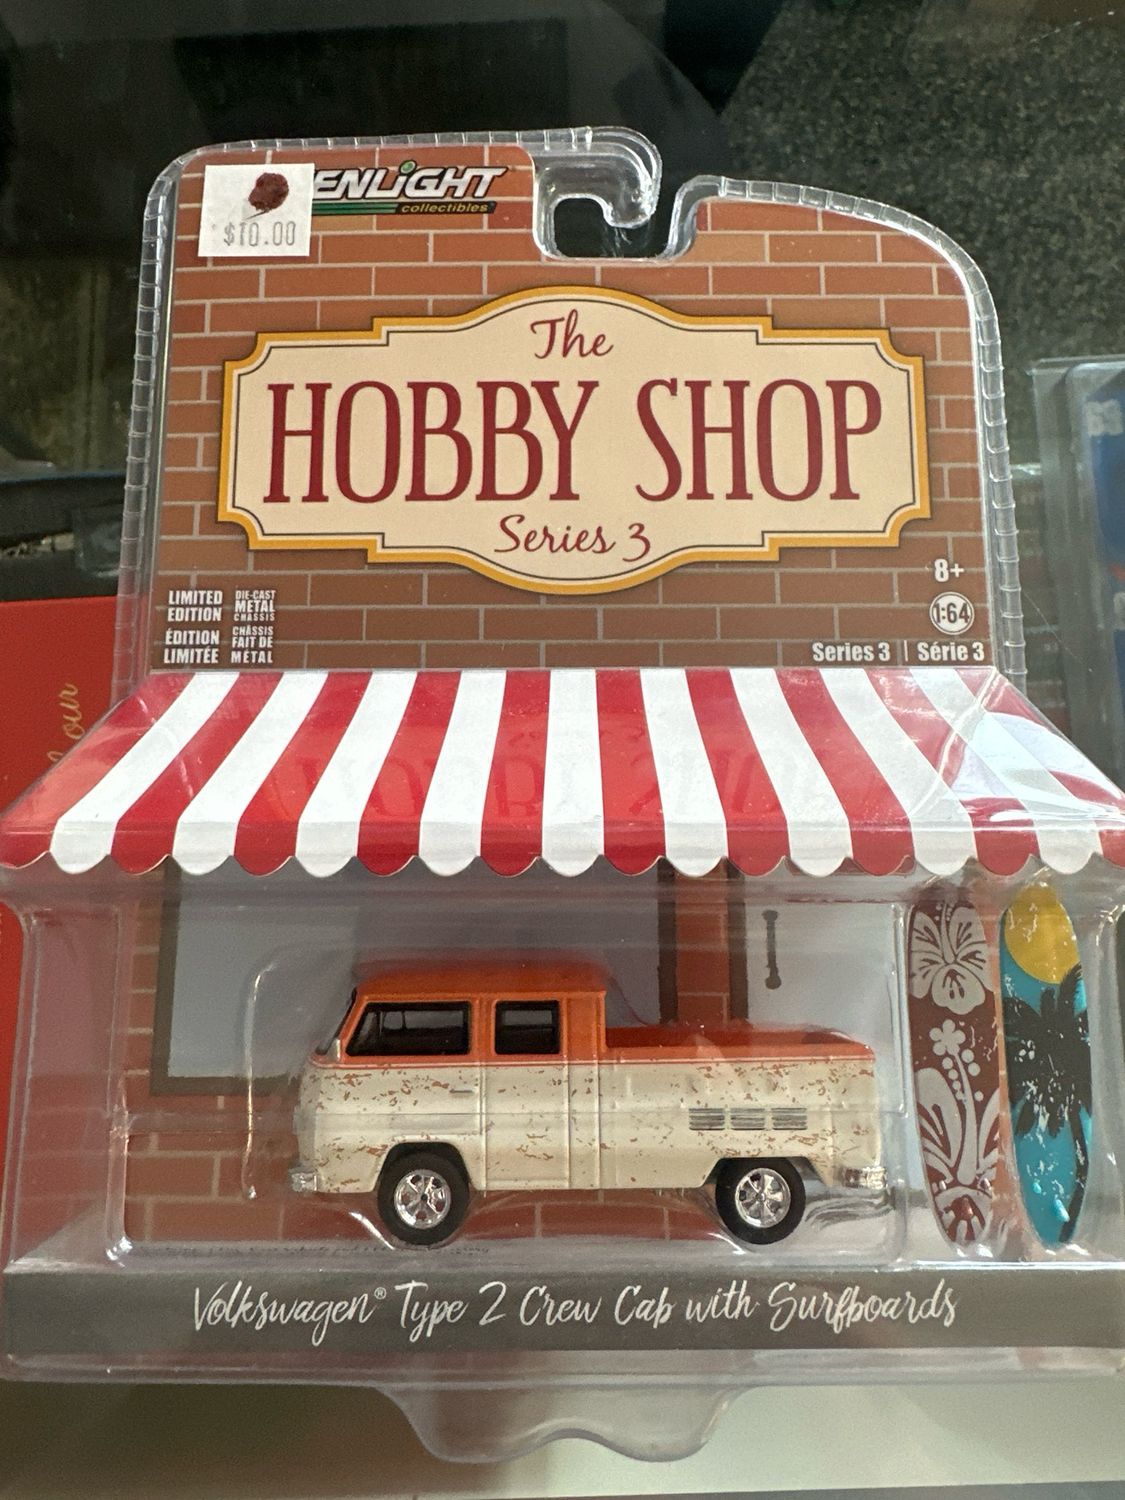 ENLiGHT
collectibles
$10.00
The
HOBBY SHOP
Series 3
8+
1:64
LIMITED EDITION
DIE-CAST METAL CHASSIS
ÉDITION LIMITÉE
CHÂSSIS FAIT DE MÉTAL
Series 3 | Série 3
our
Volkswagen® Type 2 Crew Cab with Surfboards